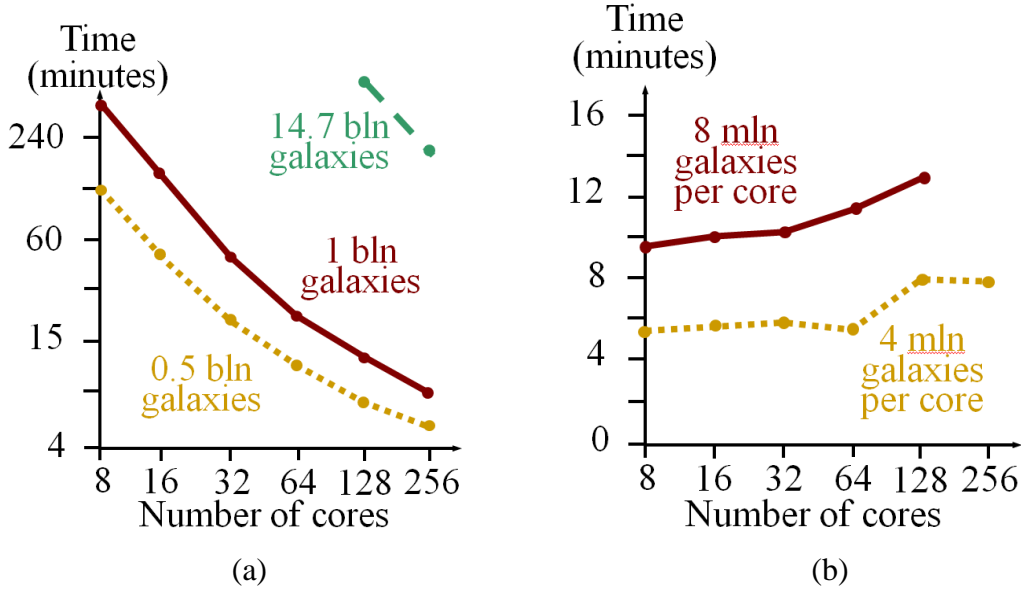 Time
(minutes)
240
60
15
4
8 16 32 64 128 256
Number of cores
14.7 bln
galaxies
1 bln
galaxies
0.5 bln
galaxies
(a)
Time
(minutes)
16
12
8
4
0
8 16 32 64 128 256
Number of cores
8 mln
galaxies
per core
4 mln
galaxies
per core
(b)